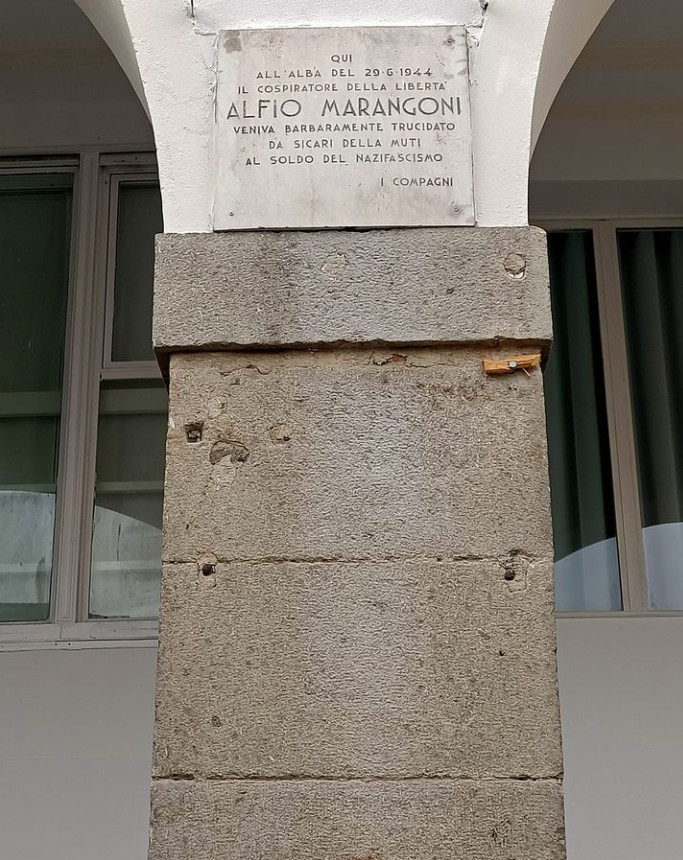 QUI
ALL'ALBA DEL 29·6·1944
IL COSPIRATORE DELLA LIBERTA'
ALFIO MARANGONI
VENIVA BARBARAMENTE TRUCIDATO
DA SICARI DELLA MUTI
AL SOLDO DEL NAZIFASCISMO
I COMPAGNI